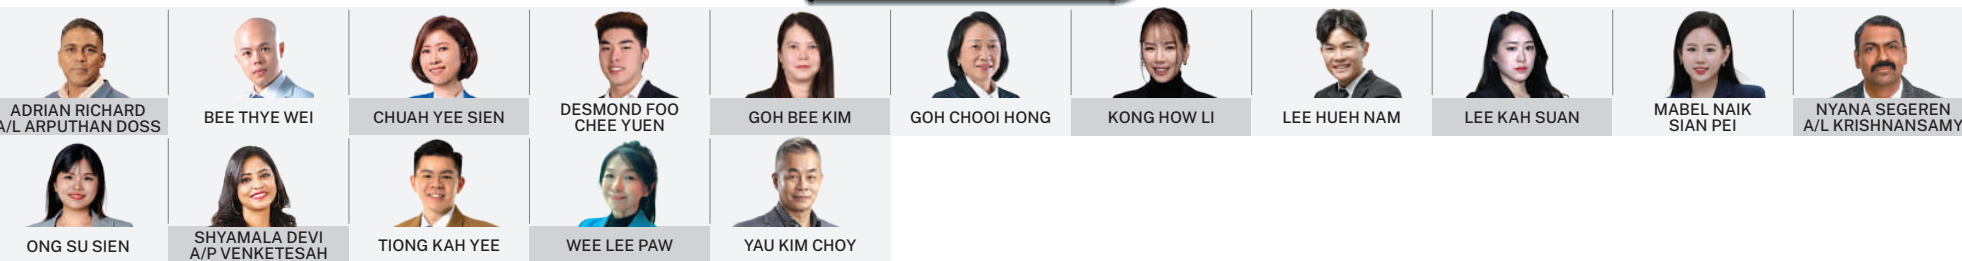 ADRIAN RICHARD
A/L ARPUTHAN DOSS
BEE THYE WEI
CHUAH YEE SIEN
DESMOND FOO
CHEE YUEN
GOH BEE KIM
GOH CHOOI HONG
KONG HOW LI
LEE HUEH NAM
LEE KAH SUAN
MABEL NAIK
SIAN PEI
NYANA SEGEREN
A/L KRISHNANSAMY
ONG SU SIEN
SHYAMALA DEVI
A/P VENKETESAH
TIONG KAH YEE
WEE LEE PAW
YAU KIM CHOY